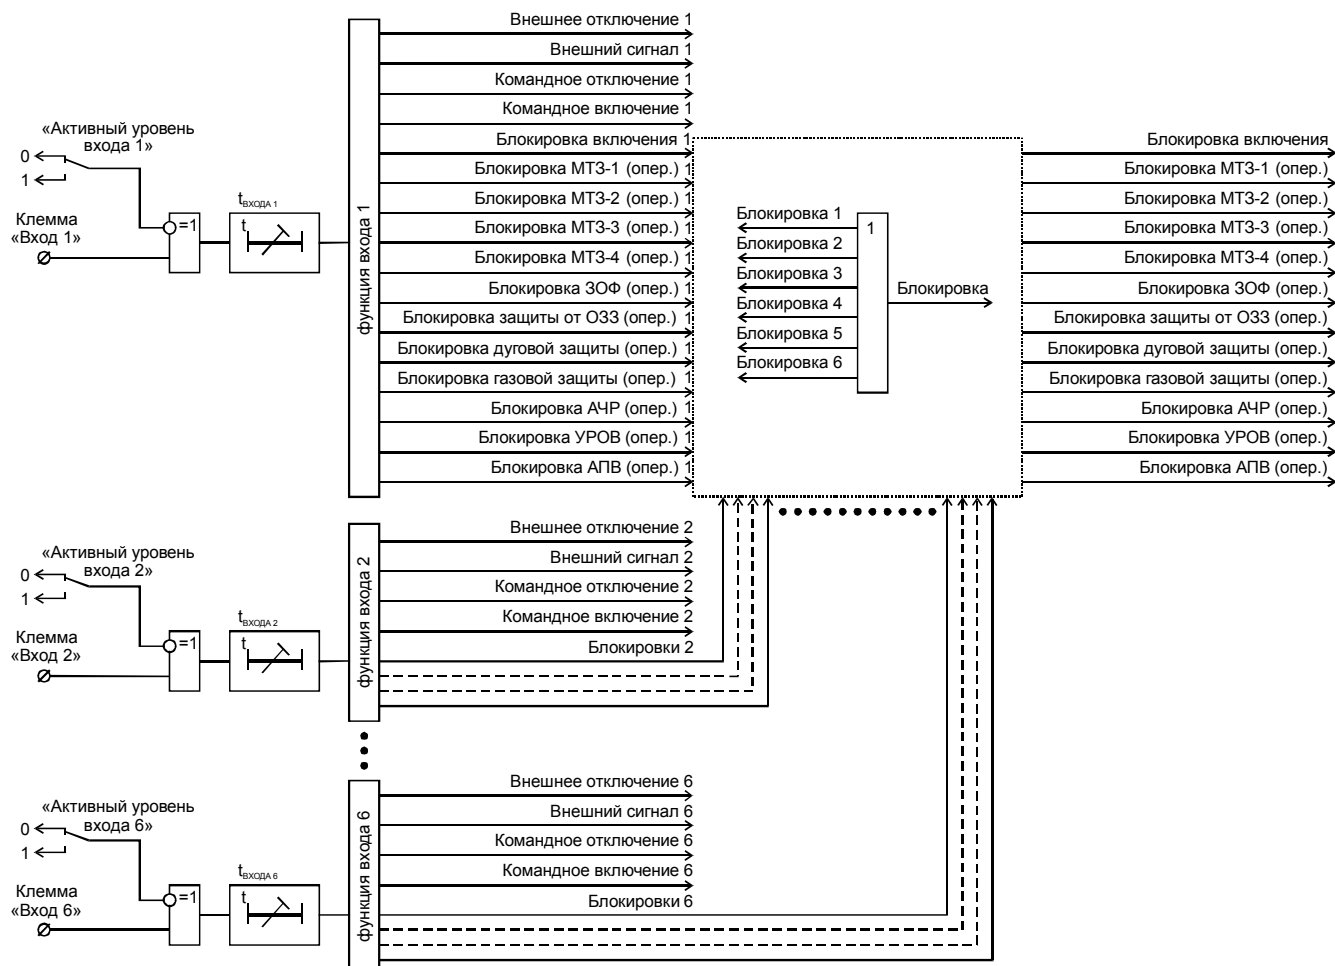 «Активный уровень
входа 1»
0
1
Клемма
«Вход 1»
=1
tВХОДА 1
t
функция входа 1
Внешнее отключение 1
Внешний сигнал 1
Командное отключение 1
Командное включение 1
Блокировка включения 1
Блокировка МТЗ-1 (опер.) 1
Блокировка МТЗ-2 (опер.) 1
Блокировка МТЗ-3 (опер.) 1
Блокировка МТЗ-4 (опер.) 1
Блокировка ЗОФ (опер.) 1
Блокировка защиты от ОЗЗ (опер.) 1
Блокировка дуговой защиты (опер.) 1
Блокировка газовой защиты (опер.) 1
Блокировка АЧР (опер.) 1
Блокировка УРОВ (опер.) 1
Блокировка АПВ (опер.) 1
Блокировка 1
Блокировка 2
Блокировка 3
Блокировка 4
Блокировка 5
Блокировка 6
1
Блокировка
Блокировка включения
Блокировка МТЗ-1 (опер.)
Блокировка МТЗ-2 (опер.)
Блокировка МТЗ-3 (опер.)
Блокировка МТЗ-4 (опер.)
Блокировка ЗОФ (опер.)
Блокировка защиты от ОЗЗ (опер.)
Блокировка дуговой защиты (опер.)
Блокировка газовой защиты (опер.)
Блокировка АЧР (опер.)
Блокировка УРОВ (опер.)
Блокировка АПВ (опер.)
«Активный уровень
входа 2»
0
1
Клемма
«Вход 2»
=1
tВХОДА 2
t
функция входа 2
Внешнее отключение 2
Внешний сигнал 2
Командное отключение 2
Командное включение 2
Блокировки 2
«Активный уровень
входа 6»
0
1
Клемма
«Вход 6»
=1
tВХОДА 6
t
функция входа 6
Внешнее отключение 6
Внешний сигнал 6
Командное отключение 6
Командное включение 6
Блокировки 6